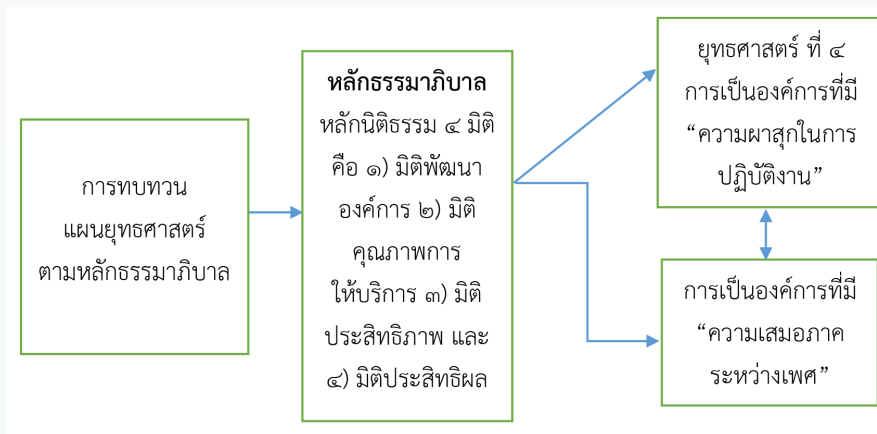 การทบทวน
แผนยุทธศาสตร์
ตามหลักธรรมาภิบาล
หลักธรรมาภิบาล
หลักนิติธรรม ๔ มิติ
คือ ๑) มิติพัฒนา
องค์การ ๒) มิติ
คุณภาพการ
ให้บริการ ๓) มิติ
ประสิทธิภาพ และ
๔) มิติประสิทธิผล
ยุทธศาสตร์ ที่ ๔
การเป็นองค์การที่มี
“ความผาสุกในการ
ปฏิบัติงาน”
การเป็นองค์การที่มี
“ความเสมอภาค
ระหว่างเพศ”